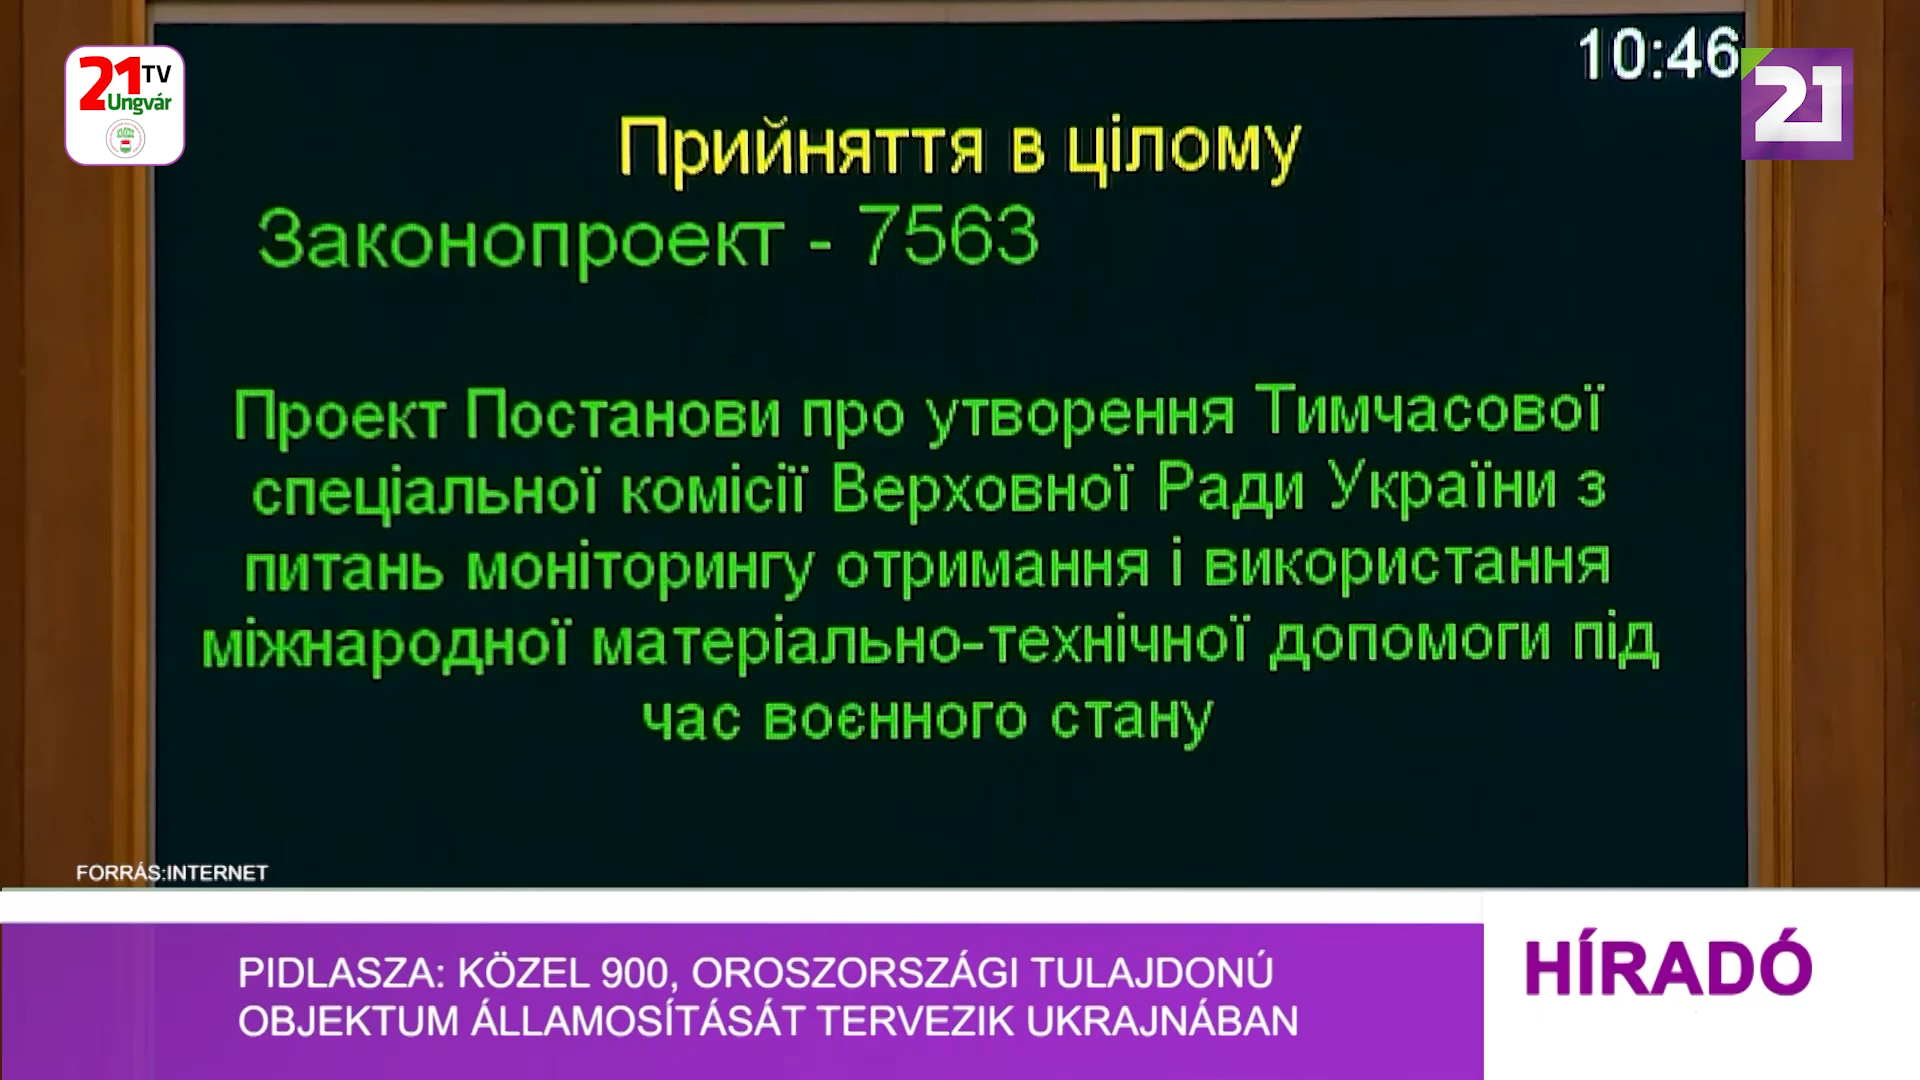 10:46
21TV
Ungvár
21
Прийняття в цілому
Законопроект - 7563
Проект Постанови про утворення Тимчасової
спеціальної комісії Верховної Ради України з
питань моніторингу отримання і використання
міжнародної матеріально-технічної допомоги під
час воєнного стану
FORRÁS:INTERNET
PIDLASZA: KÖZEL 900, OROSZORSZÁGI TULAJDONÚ
OBJEKTUM ÁLLAMOSÍTÁSÁT TERVEZIK UKRAJNÁBAN
HÍRADÓ